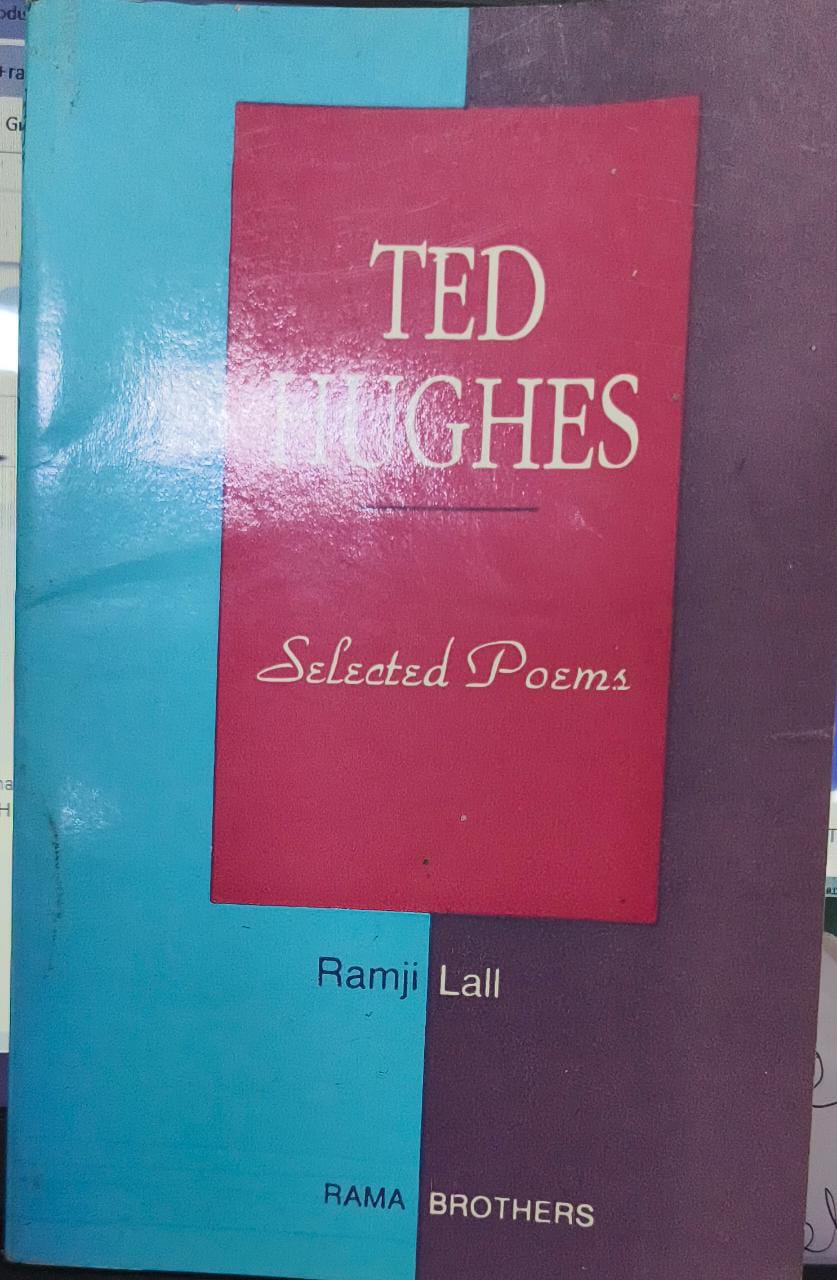 TED
HUGHES
Selected Poems
Ramji Lall
RAMA BROTHERS